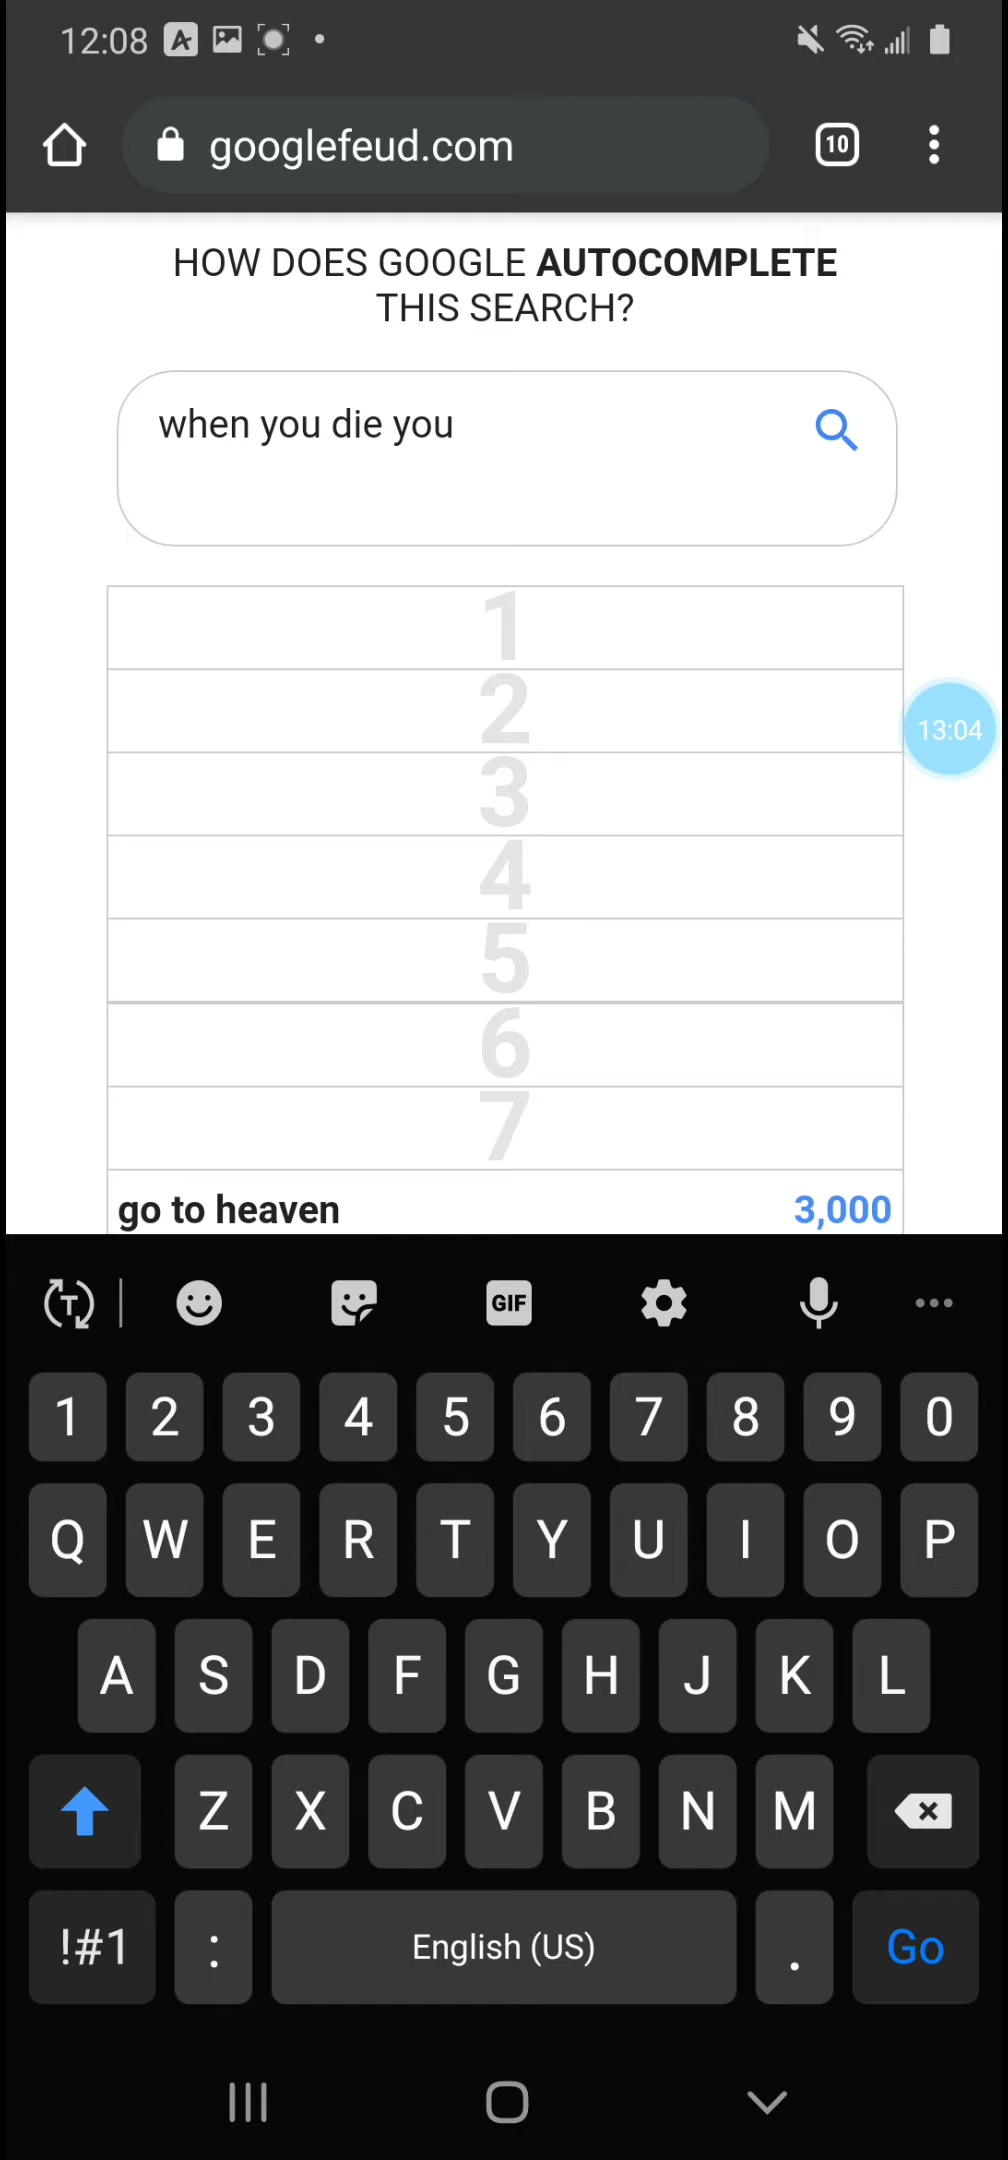 12:08
googlefeud.com
10
HOW DOES GOOGLE AUTOCOMPLETE
THIS SEARCH?
when you die you
1
2
13:04
3
4
5
6
7
go to heaven 3,000
T GIF
1 2 3 4 5 6 7 8 9 0
Q W E R T Y U I O P
A S D F G H J K L
Z X C V B N M
!#1 : English (US) . Go